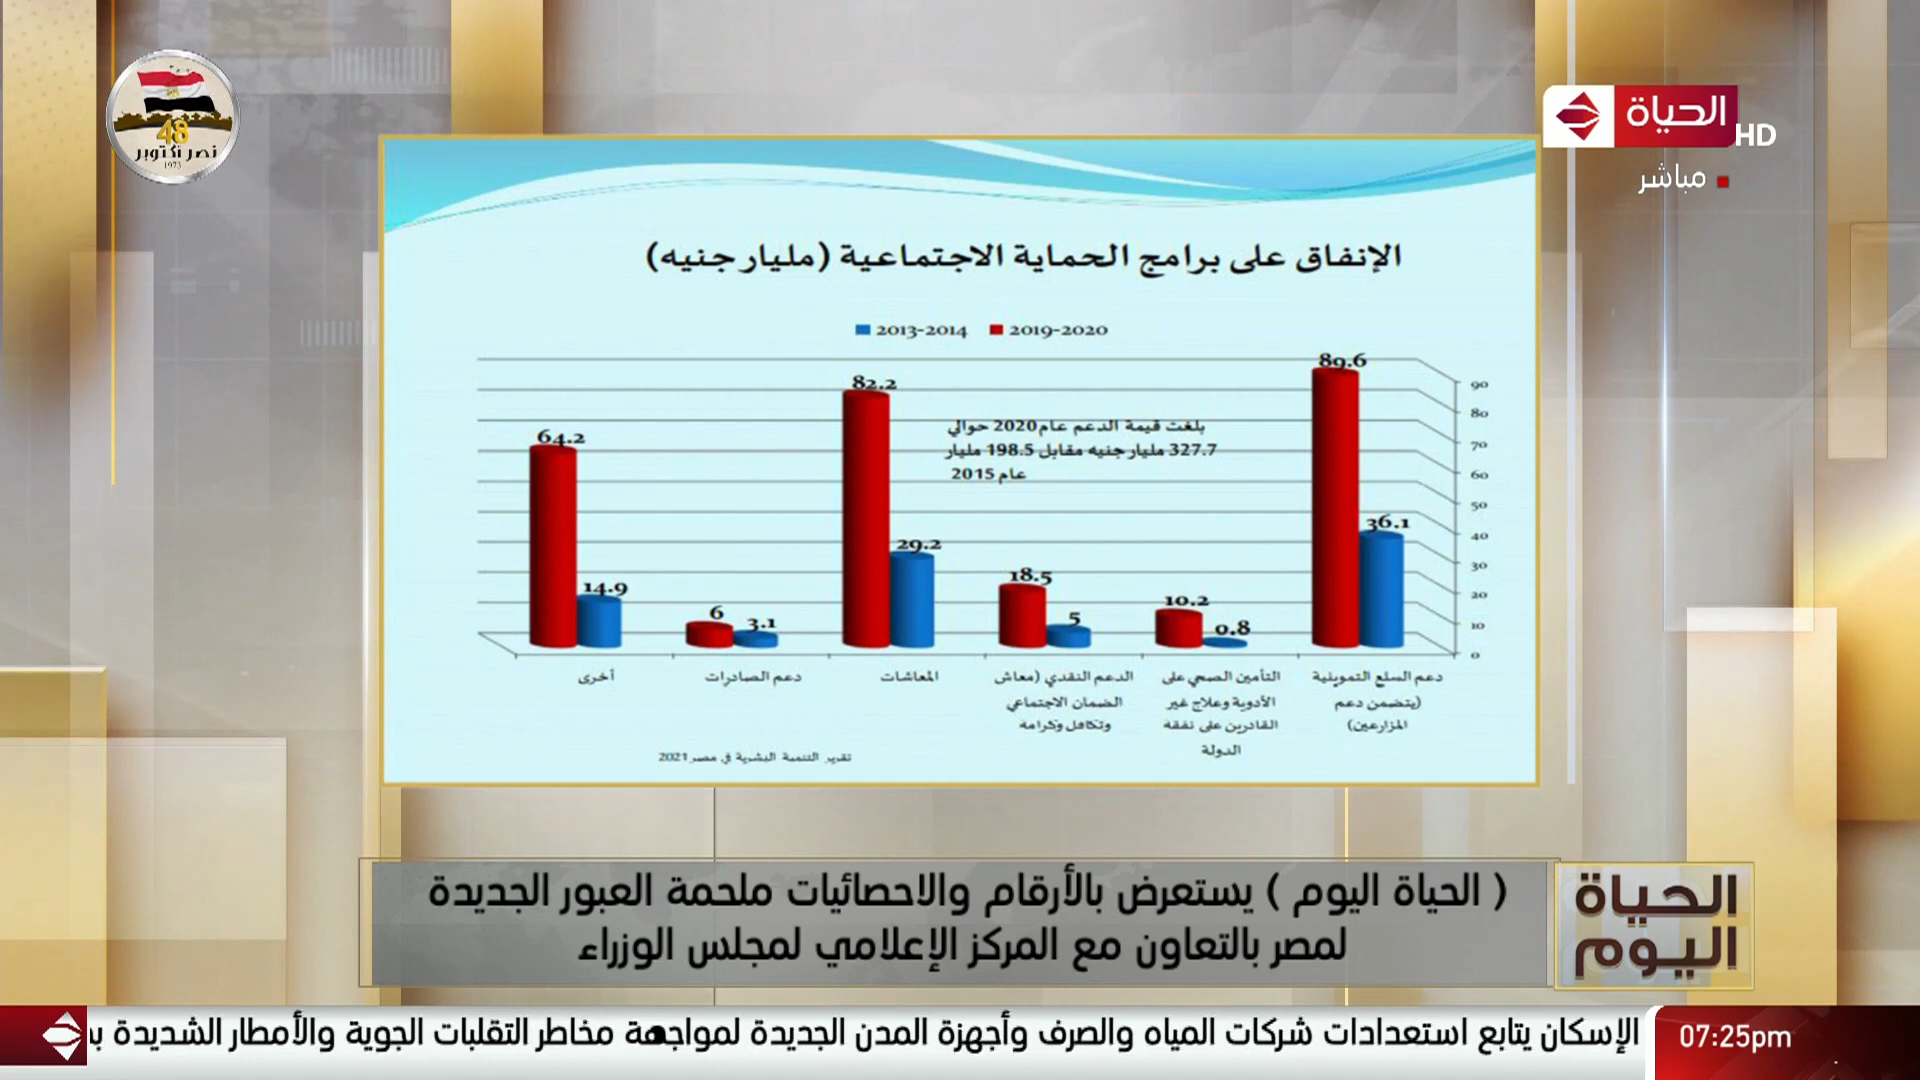 48
نصر أكتوبر
1973
الحياة
HD
مباشر
الإنفاق على برامج الحماية الاجتماعية (مليار جنيه)
2013-2014
2019-2020
89.6
36.1
10.2
0.8
18.5
5
82.2
29.2
6
3.1
64.2
14.9
بلغت قيمة الدعم عام 2020 حوالي
327.7 مليار جنيه مقابل 198.5 مليار
عام 2015
90
80
70
60
50
40
30
20
10
0
دعم السلع التموينية
(يتضمن دعم
المزارعين)
التأمين الصحي على
الأدوية وعلاج غير
القادرين على نفقة
الدولة
الدعم النقدي (معاش
الضمان الاجتماعي
وتكافل وكرامة
المعاشات
دعم الصادرات
أخرى
تقرير التنمية البشرية في مصر 2021
( الحياة اليوم ) يستعرض بالأرقام والاحصائيات ملحمة العبور الجديدة
لمصر بالتعاون مع المركز الإعلامي لمجلس الوزراء
الحياة
اليوم
الإسكان يتابع استعدادات شركات المياه والصرف وأجهزة المدن الجديدة لمواجهة مخاطر التقلبات الجوية والأمطار الشديدة
07:25pm